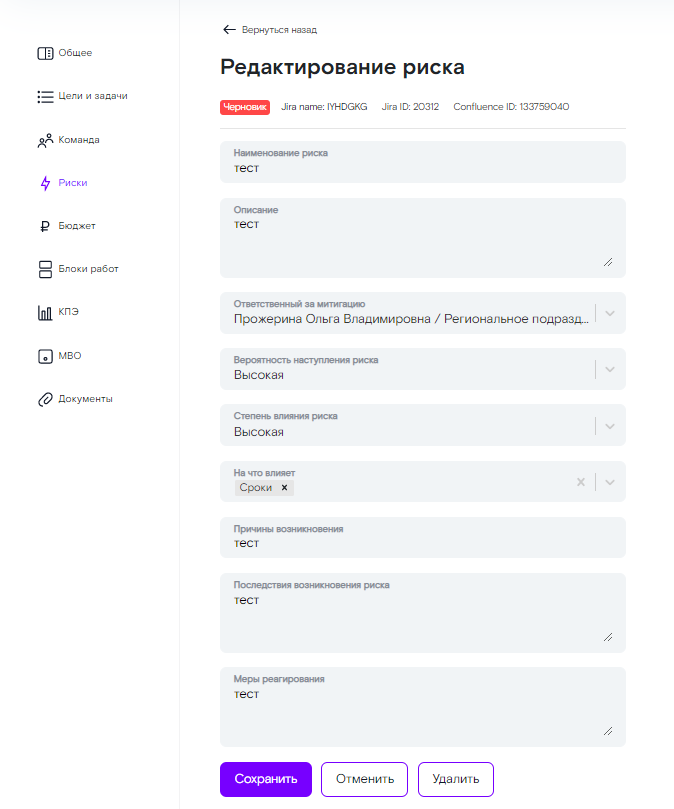 Общее
Цели и задачи
Команда
Риски
Бюджет
Блоки работ
КПЭ
МВО
Документы
Вернуться назад
Редактирование риска
Черновик Jira name: IYHDGKG Jira ID: 20312 Confluence ID: 133759040
Наименование риска
тест
Описание
тест
Ответственный за митигацию
Прожерина Ольга Владимировна / Региональное подразд...
Вероятность наступления риска
Высокая
Степень влияния риска
Высокая
На что влияет
Сроки
Причины возникновения
тест
Последствия возникновения риска
тест
Меры реагирования
тест
Сохранить Отменить Удалить